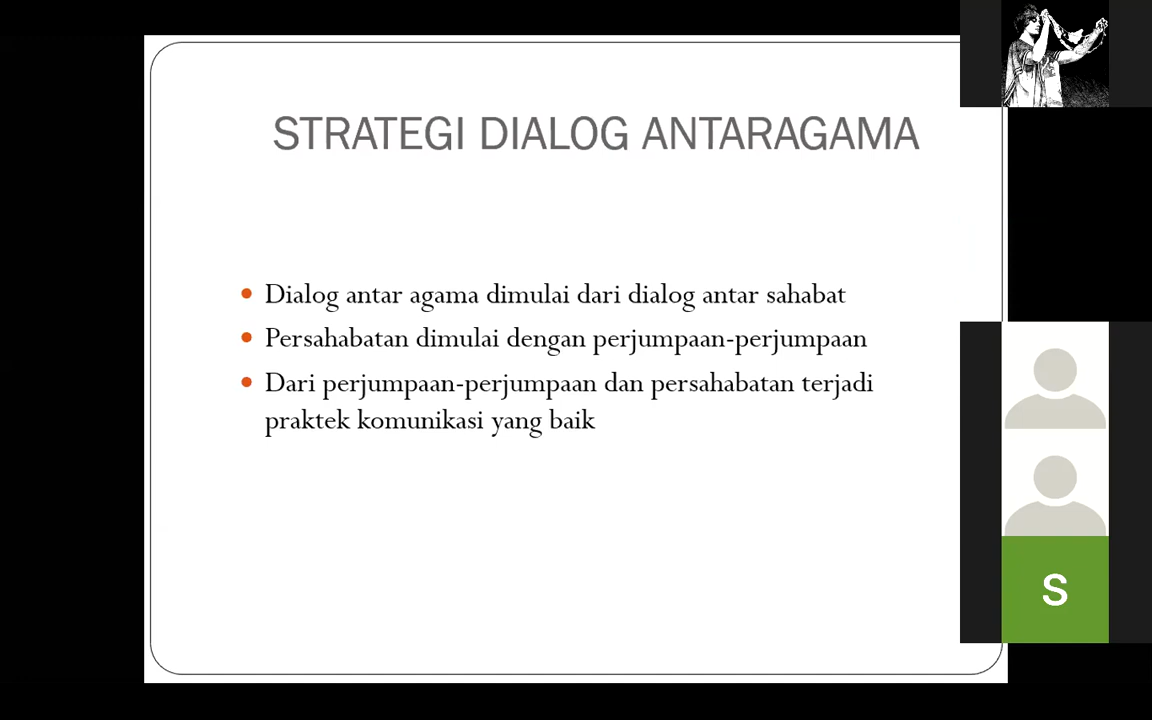 STRATEGI DIALOG ANTARAGAMA
• Dialog antar agama dimulai dari dialog antar sahabat
• Persahabatan dimulai dengan perjumpaan-perjumpaan
• Dari perjumpaan-perjumpaan dan persahabatan terjadi
praktek komunikasi yang baik
S